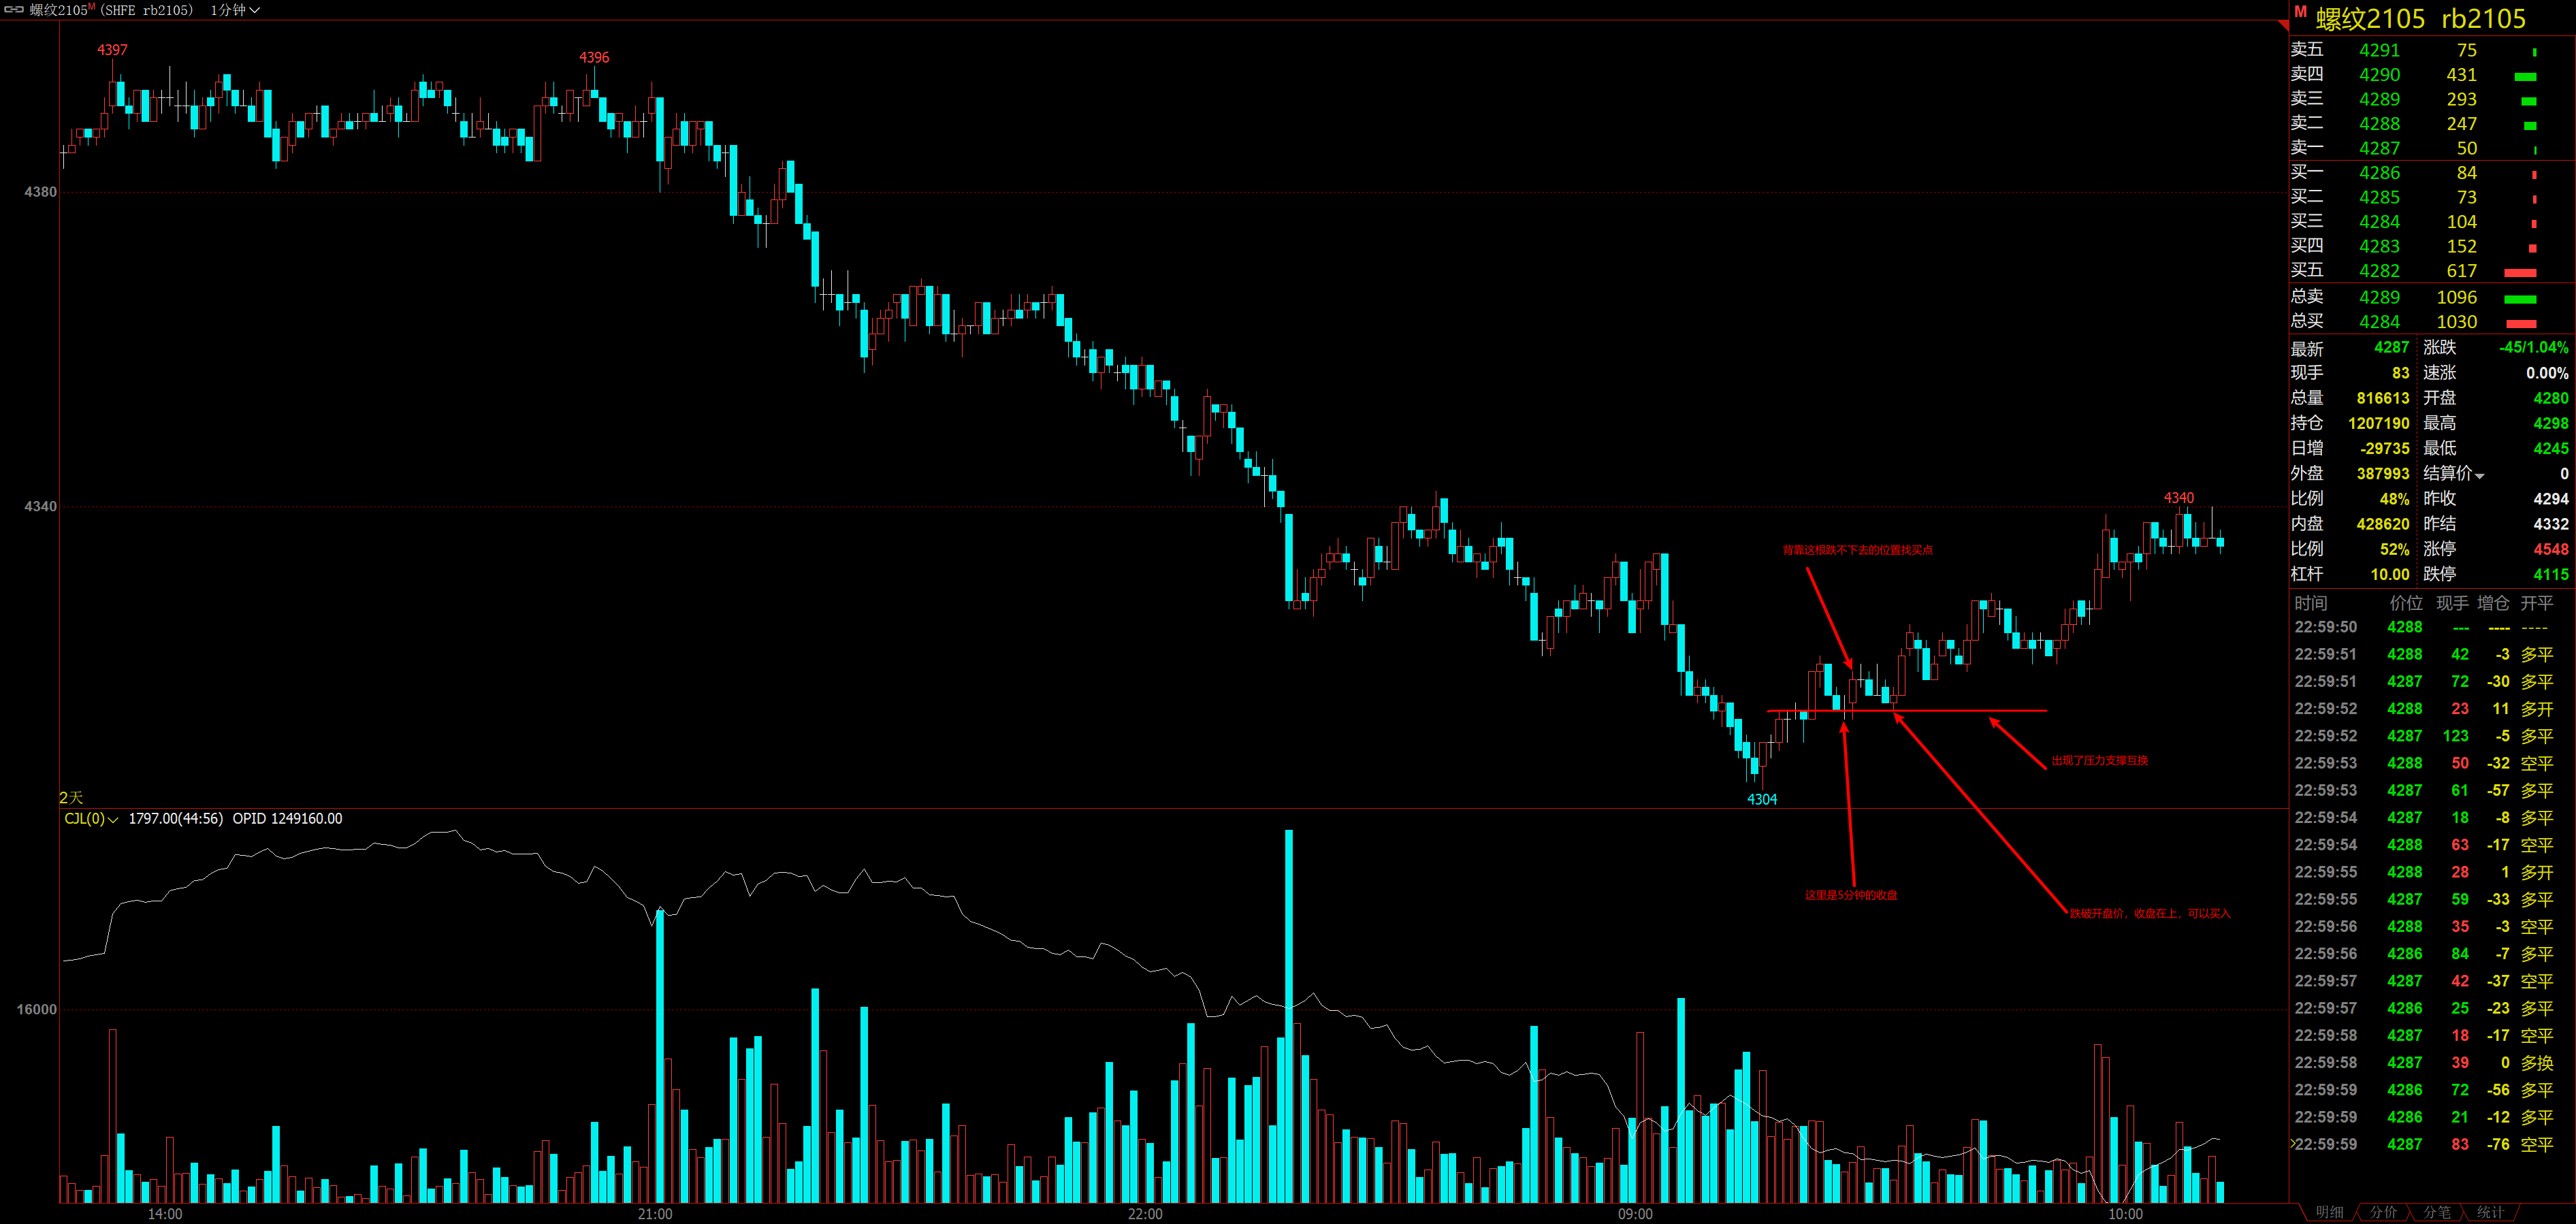 螺纹2105M (SHFE rb2105) 1分钟
4397
4396
4380
4340
4340
背靠这根跌不下去的位置找买点
出现了压力支撑互换
4304
2天
CJL(0) 1797.00(44:56) OPID 1249160.00
这里是5分钟的收盘
跌破开盘价，收盘在上，可以买入
16000
14:00 21:00 22:00 09:00 10:00
M 螺纹2105 rb2105
卖五 4291 75
卖四 4290 431
卖三 4289 293
卖二 4288 247
卖一 4287 50
买一 4286 84
买二 4285 73
买三 4284 104
买四 4283 152
买五 4282 617
总卖 4289 1096
总买 4284 1030
最新 4287 涨跌 -45/1.04%
现手 83 速涨 0.00%
总量 816613 开盘 4280
持仓 1207190 最高 4298
日增 -29735 最低 4245
外盘 387993 结算价 0
比例 48% 昨收 4294
内盘 428620 昨结 4332
比例 52% 涨停 4548
杠杆 10.00 跌停 4115
时间 价位 现手 增仓 开平
22:59:50 4288 --- ---- ----
22:59:51 4288 42 -3 多平
22:59:51 4287 72 -30 多平
22:59:52 4288 23 11 多开
22:59:52 4287 123 -5 多平
22:59:53 4288 50 -32 空平
22:59:53 4287 61 -57 多平
22:59:54 4287 18 -8 多平
22:59:54 4288 63 -17 空平
22:59:55 4288 28 1 多开
22:59:55 4287 59 -33 多平
22:59:56 4288 35 -3 空平
22:59:56 4286 84 -7 多平
22:59:57 4287 42 -37 空平
22:59:57 4286 25 -23 多平
22:59:58 4287 18 -17 空平
22:59:58 4287 39 0 多换
22:59:59 4286 72 -56 多平
22:59:59 4286 21 -12 多平
22:59:59 4287 83 -76 空平
明细 分价 分笔 统计